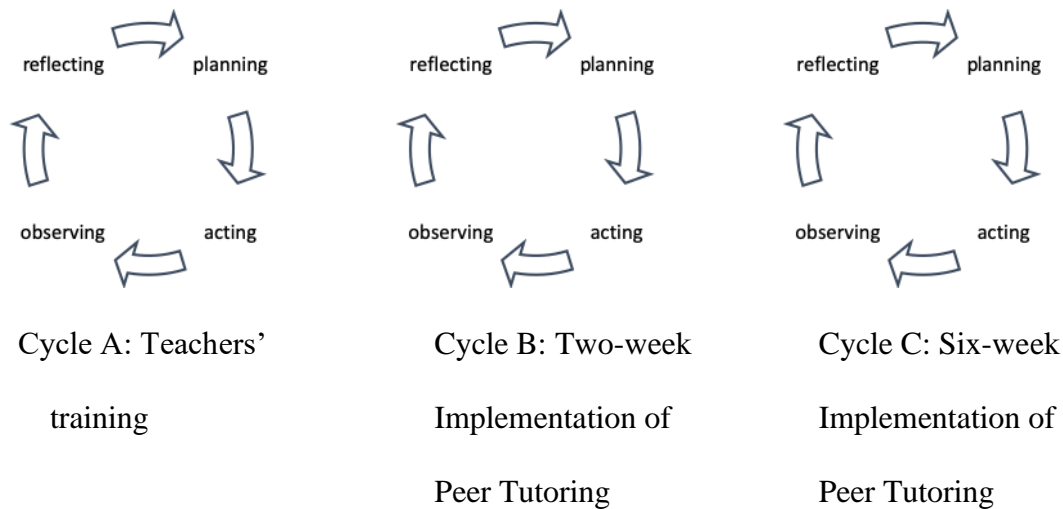 reflecting planning
observing acting
reflecting planning
observing acting
reflecting planning
observing acting
Cycle A: Teachers’
training
Cycle B: Two-week
Implementation of
Peer Tutoring
Cycle C: Six-week
Implementation of
Peer Tutoring